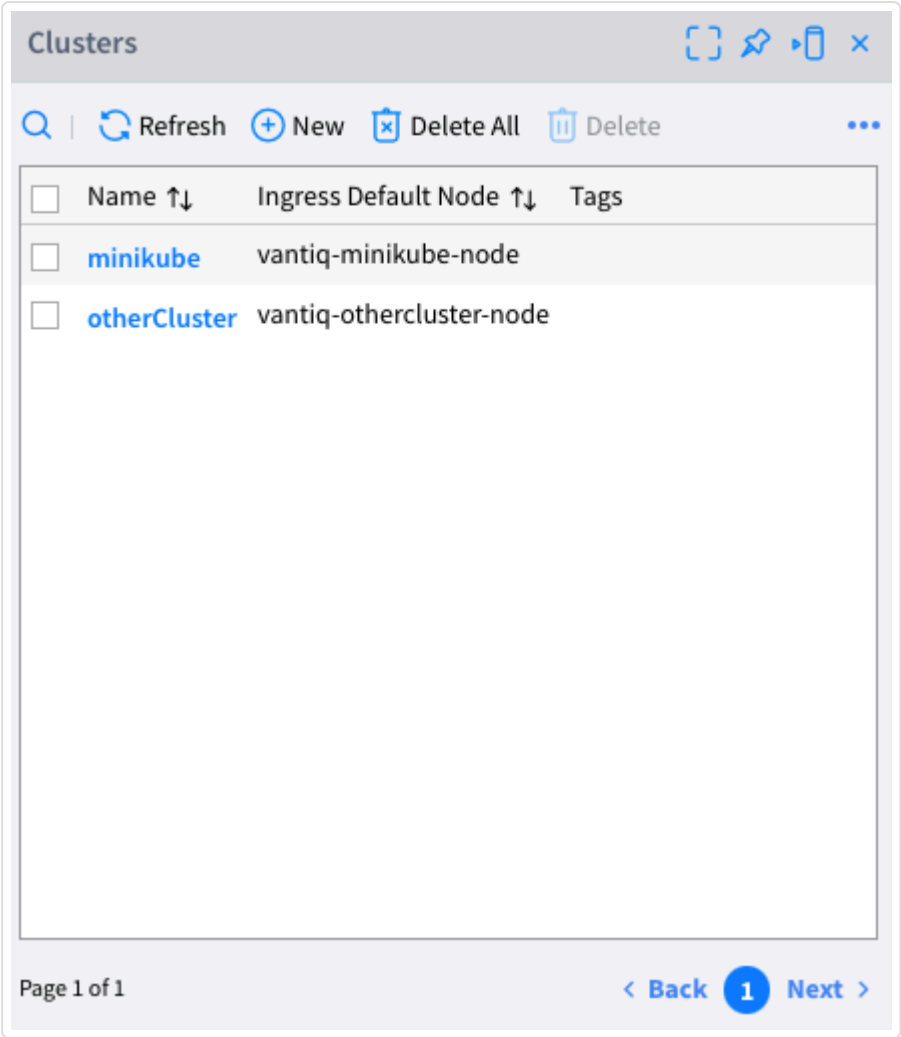 Clusters
Refresh New Delete All Delete
Name Ingress Default Node Tags
minikube vantiq-minikube-node
otherCluster vantiq-othercluster-node
Page 1 of 1 Back 1 Next